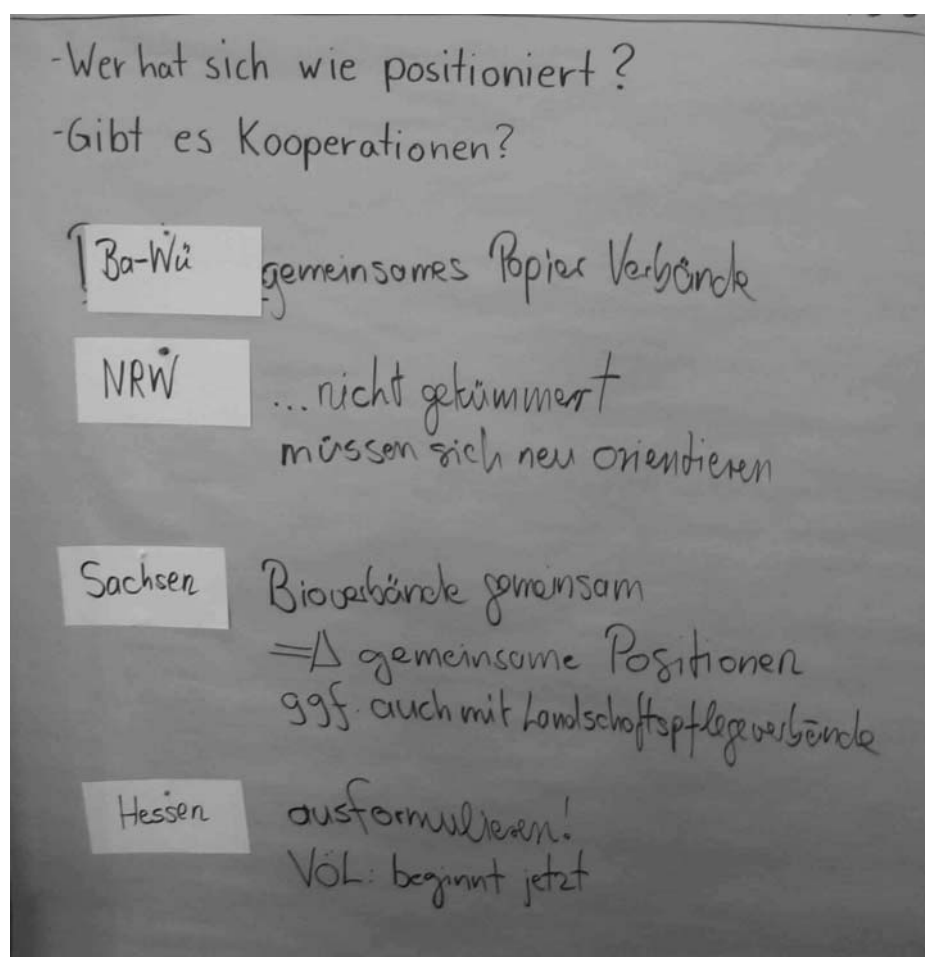 -Wer hat sich wie positioniert?
-Gibt es Kooperationen?
! Ba-Wü gemeinsames Papier Verbände
NRW ...nicht gekümmert
müssen sich neu orientieren
Sachsen Bioverbände gemeinsam
=> gemeinsame Positionen
ggf. auch mit Landschaftspflegeverbände
Hessen ausformulieren!
VÖL: beginnt jetzt